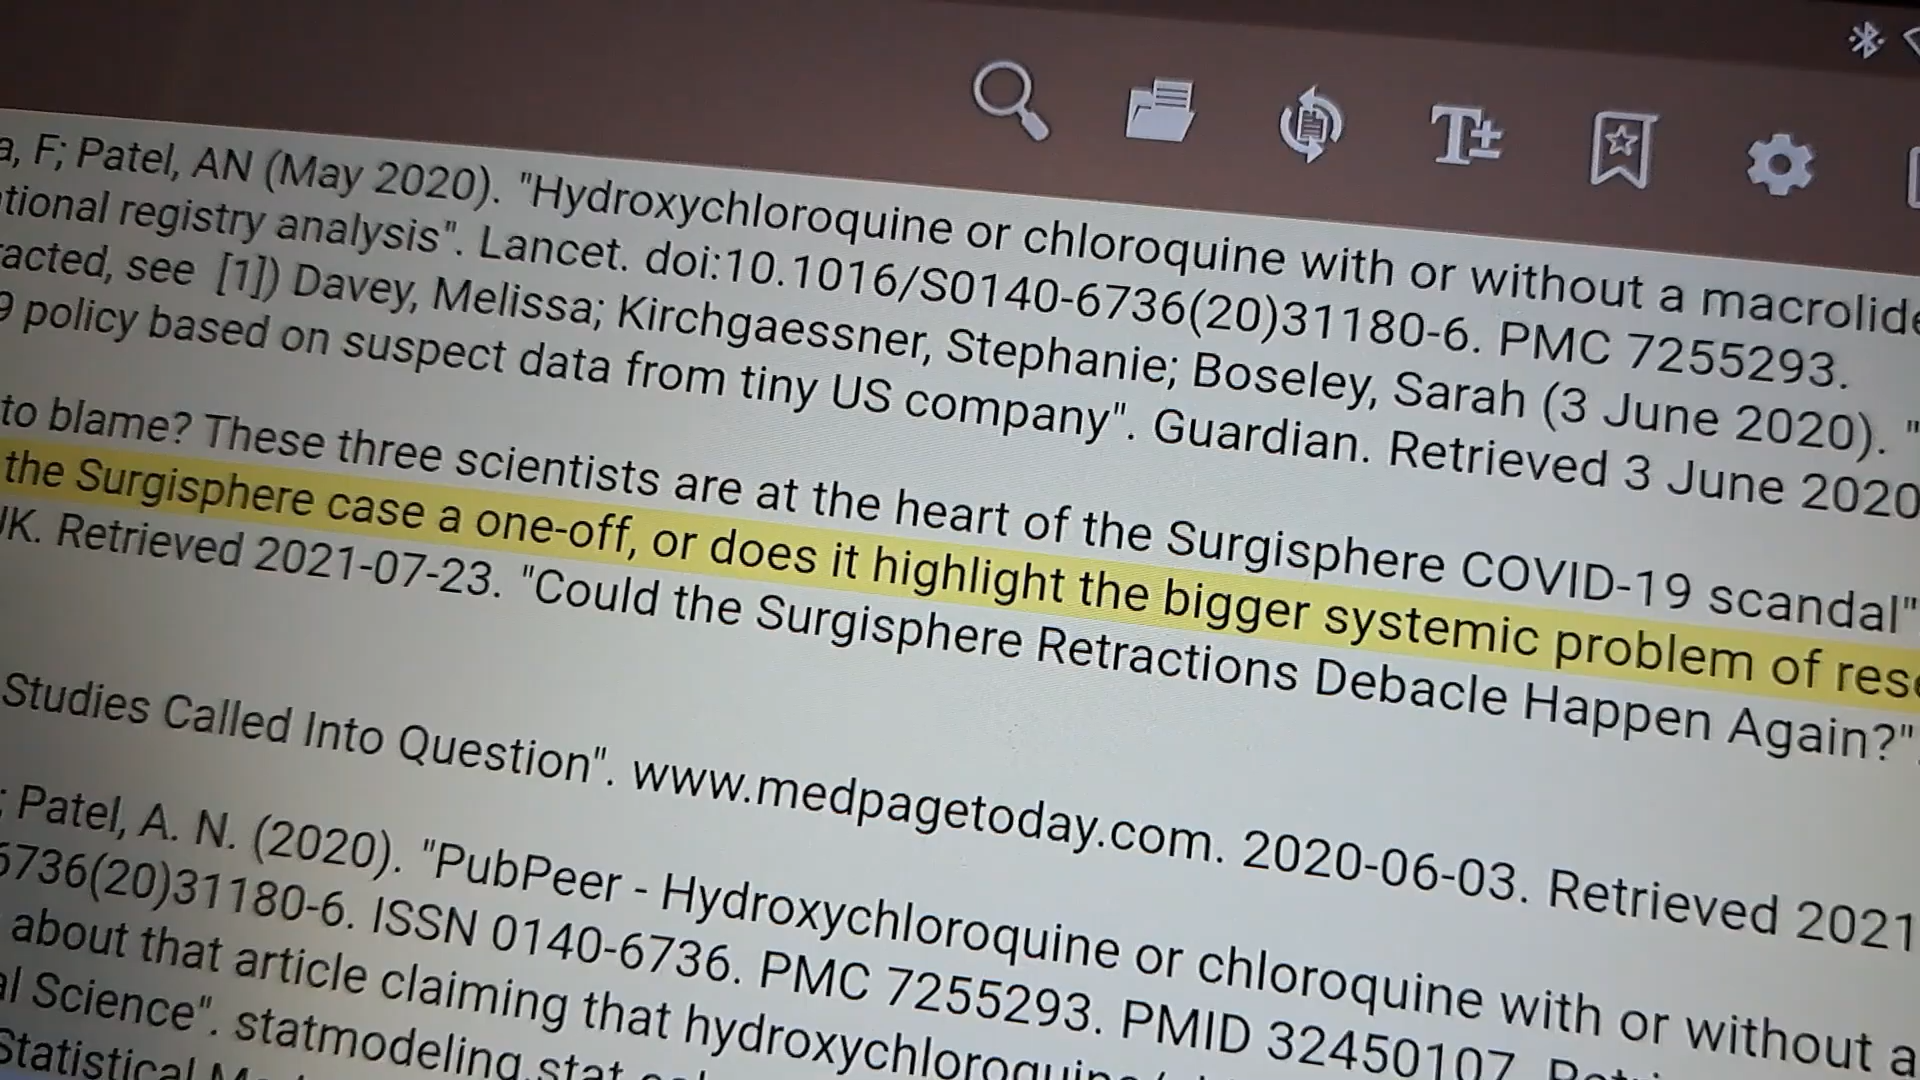 a, F; Patel, AN (May 2020). "Hydroxychloroquine or chloroquine with or without a macrolide
tional registry analysis". Lancet. doi:10.1016/S0140-6736(20)31180-6. PMC 7255293.
acted, see [1]) Davey, Melissa; Kirchgaessner, Stephanie; Boseley, Sarah (3 June 2020). "
9 policy based on suspect data from tiny US company". Guardian. Retrieved 3 June 2020
to blame? These three scientists are at the heart of the Surgisphere COVID-19 scandal"
the Surgisphere case a one-off, or does it highlight the bigger systemic problem of rese
UK. Retrieved 2021-07-23. "Could the Surgisphere Retractions Debacle Happen Again?".
Studies Called Into Question". www.medpagetoday.com. 2020-06-03. Retrieved 2021
; Patel, A. N. (2020). "PubPeer - Hydroxychloroquine or chloroquine with or without a
6736(20)31180-6. ISSN 0140-6736. PMC 7255293. PMID 32450107.
about that article claiming that hydroxychloroquine/
al Science". statmodeling.stat.
Statistical